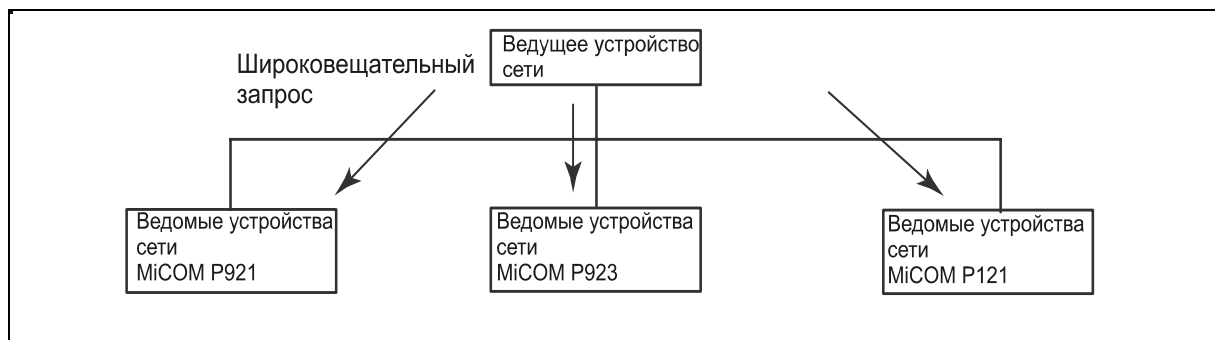 Ведущее устройство
сети
Широковещательный
запрос
Ведомые устройства
сети
MiCOM P921
Ведомые устройства
сети
MiCOM P923
Ведомые устройства
сети
MiCOM P121